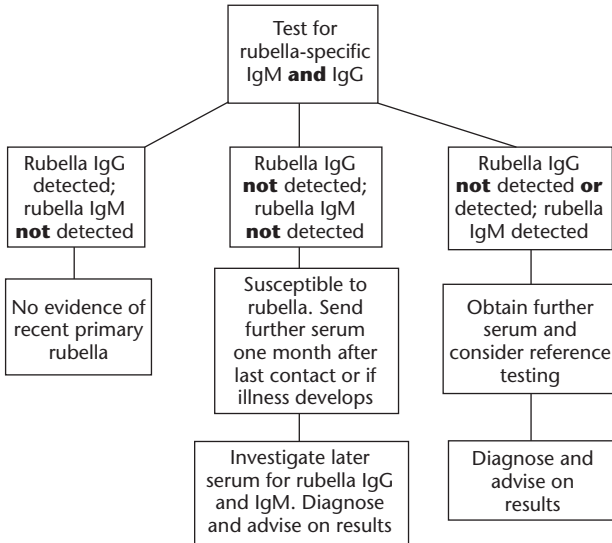 Test for
rubella-specific
IgM and IgG
Rubella IgG
detected;
rubella IgM
not detected
Rubella IgG
not detected;
rubella IgM
not detected
Rubella IgG
not detected or
detected; rubella
IgM detected
No evidence of
recent primary
rubella
Susceptible to
rubella. Send
further serum
one month after
last contact or if
illness develops
Obtain further
serum and
consider reference
testing
Investigate later
serum for rubella IgG
and IgM. Diagnose
and advise on results
Diagnose and
advise on
results